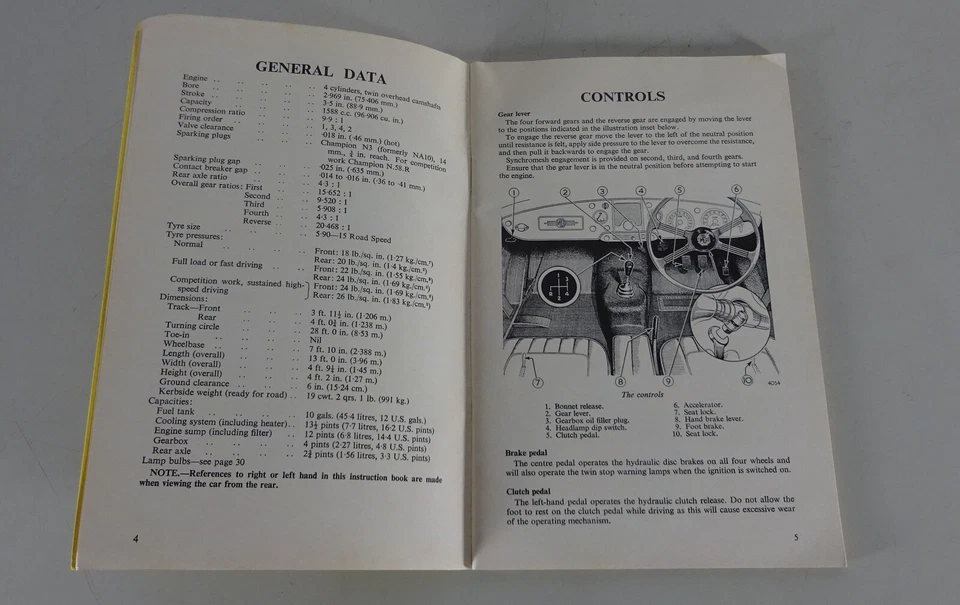 GENERAL DATA
Engine .. .. .. .. .. 4 cylinders, twin overhead camshafts
Bore .. .. .. .. .. 2·969 in. (75·406 mm.)
Stroke .. .. .. .. .. 3·5 in. (88·9 mm.)
Capacity .. .. .. .. 1588 c.c. (96·906 cu. in.)
Compression ratio .. .. .. 9·9 : 1
Firing order .. .. .. .. 1, 3, 4, 2
Valve clearance .. .. .. ·018 in. (·46 mm.) (hot)
Sparking plugs .. .. .. Champion N3 (formerly NA10), 14
mm., ¾ in. reach. For competition
work Champion N.58.R
Sparking plug gap .. .. .. ·025 in. (·635 mm.)
Contact breaker gap .. .. .. ·014 to ·016 in. (·36 to ·41 mm.)
Rear axle ratio .. .. .. 4·3 : 1
Overall gear ratios: First .. .. 15·652 : 1
Second .. .. 9·520 : 1
Third .. .. 5·908 : 1
Fourth .. .. 4·3 : 1
Reverse .. .. 20·468 : 1
Tyre size .. .. .. .. 5·90—15 Road Speed
Tyre pressures:
Normal .. .. .. .. Front: 18 lb./sq. in. (1·27 kg./cm.²)
Rear: 20 lb./sq. in. (1·4 kg./cm.²)
Full load or fast driving .. .. Front: 22 lb./sq. in. (1·55 kg./cm.²)
Rear: 24 lb./sq. in. (1·69 kg./cm.²)
Competition work, sustained high- Front: 24 lb./sq. in. (1·69 kg./cm.²)
speed driving Rear: 26 lb./sq. in. (1·83 kg./cm.²)
Dimensions:
Track—Front .. .. .. 3 ft. 11½ in. (1·206 m.)
Rear .. .. .. 4 ft. 0¾ in. (1·238 m.)
Turning circle .. .. .. 28 ft. 0 in. (8·53 m.)
Toe-in .. .. .. .. Nil
Wheelbase .. .. .. .. 7 ft. 10 in. (2·388 m.)
Length (overall) .. .. .. 13 ft. 0 in. (3·96 m.)
Width (overall) .. .. .. 4 ft. 9¼ in. (1·45 m.)
Height (overall) .. .. .. 4 ft. 2 in. (1·27 m.)
Ground clearance .. .. .. 6 in. (15·24 cm.)
Kerbside weight (ready for road) .. 19 cwt. 2 qrs. 1 lb. (991 kg.)
Capacities:
Fuel tank .. .. .. .. 10 gals. (45·4 litres, 12 U.S. gals.)
Cooling system (including heater).. 13½ pints (7·7 litres, 16·2 U.S. pints)
Engine sump (including filter) .. 12 pints (6·8 litres, 14·4 U.S. pints)
Gearbox .. .. .. .. 4 pints (2·27 litres, 4·8 U.S. pints)
Rear axle .. .. .. .. 2¾ pints (1·56 litres, 3·3 U.S. pints)
Lamp bulbs—see page 30
NOTE.—References to right or left hand in this instruction book are made
when viewing the car from the rear.
4
CONTROLS
Gear lever
The four forward gears and the reverse gear are engaged by moving the lever
to the positions indicated in the illustration inset below.
To engage the reverse gear move the lever to the left of the neutral position
until resistance is felt, apply side pressure to the lever to overcome the resistance,
and then pull it backwards to engage the gear.
Synchromesh engagement is provided on second, third, and fourth gears.
Ensure that the gear lever is in the neutral position before attempting to start
the engine.
1 2 3 4 5 6
1 3
R 2 4
7 8 9 10 4054
The controls
1. Bonnet release. 6. Accelerator.
2. Gear lever. 7. Seat lock.
3. Gearbox oil filler plug. 8. Hand brake lever.
4. Headlamp dip switch. 9. Foot brake.
5. Clutch pedal. 10. Seat lock.
Brake pedal
The centre pedal operates the hydraulic disc brakes on all four wheels and
will also operate the twin stop warning lamps when the ignition is switched on.
Clutch pedal
The left-hand pedal operates the hydraulic clutch release. Do not allow the
foot to rest on the clutch pedal while driving as this will cause excessive wear
of the operating mechanism.
5